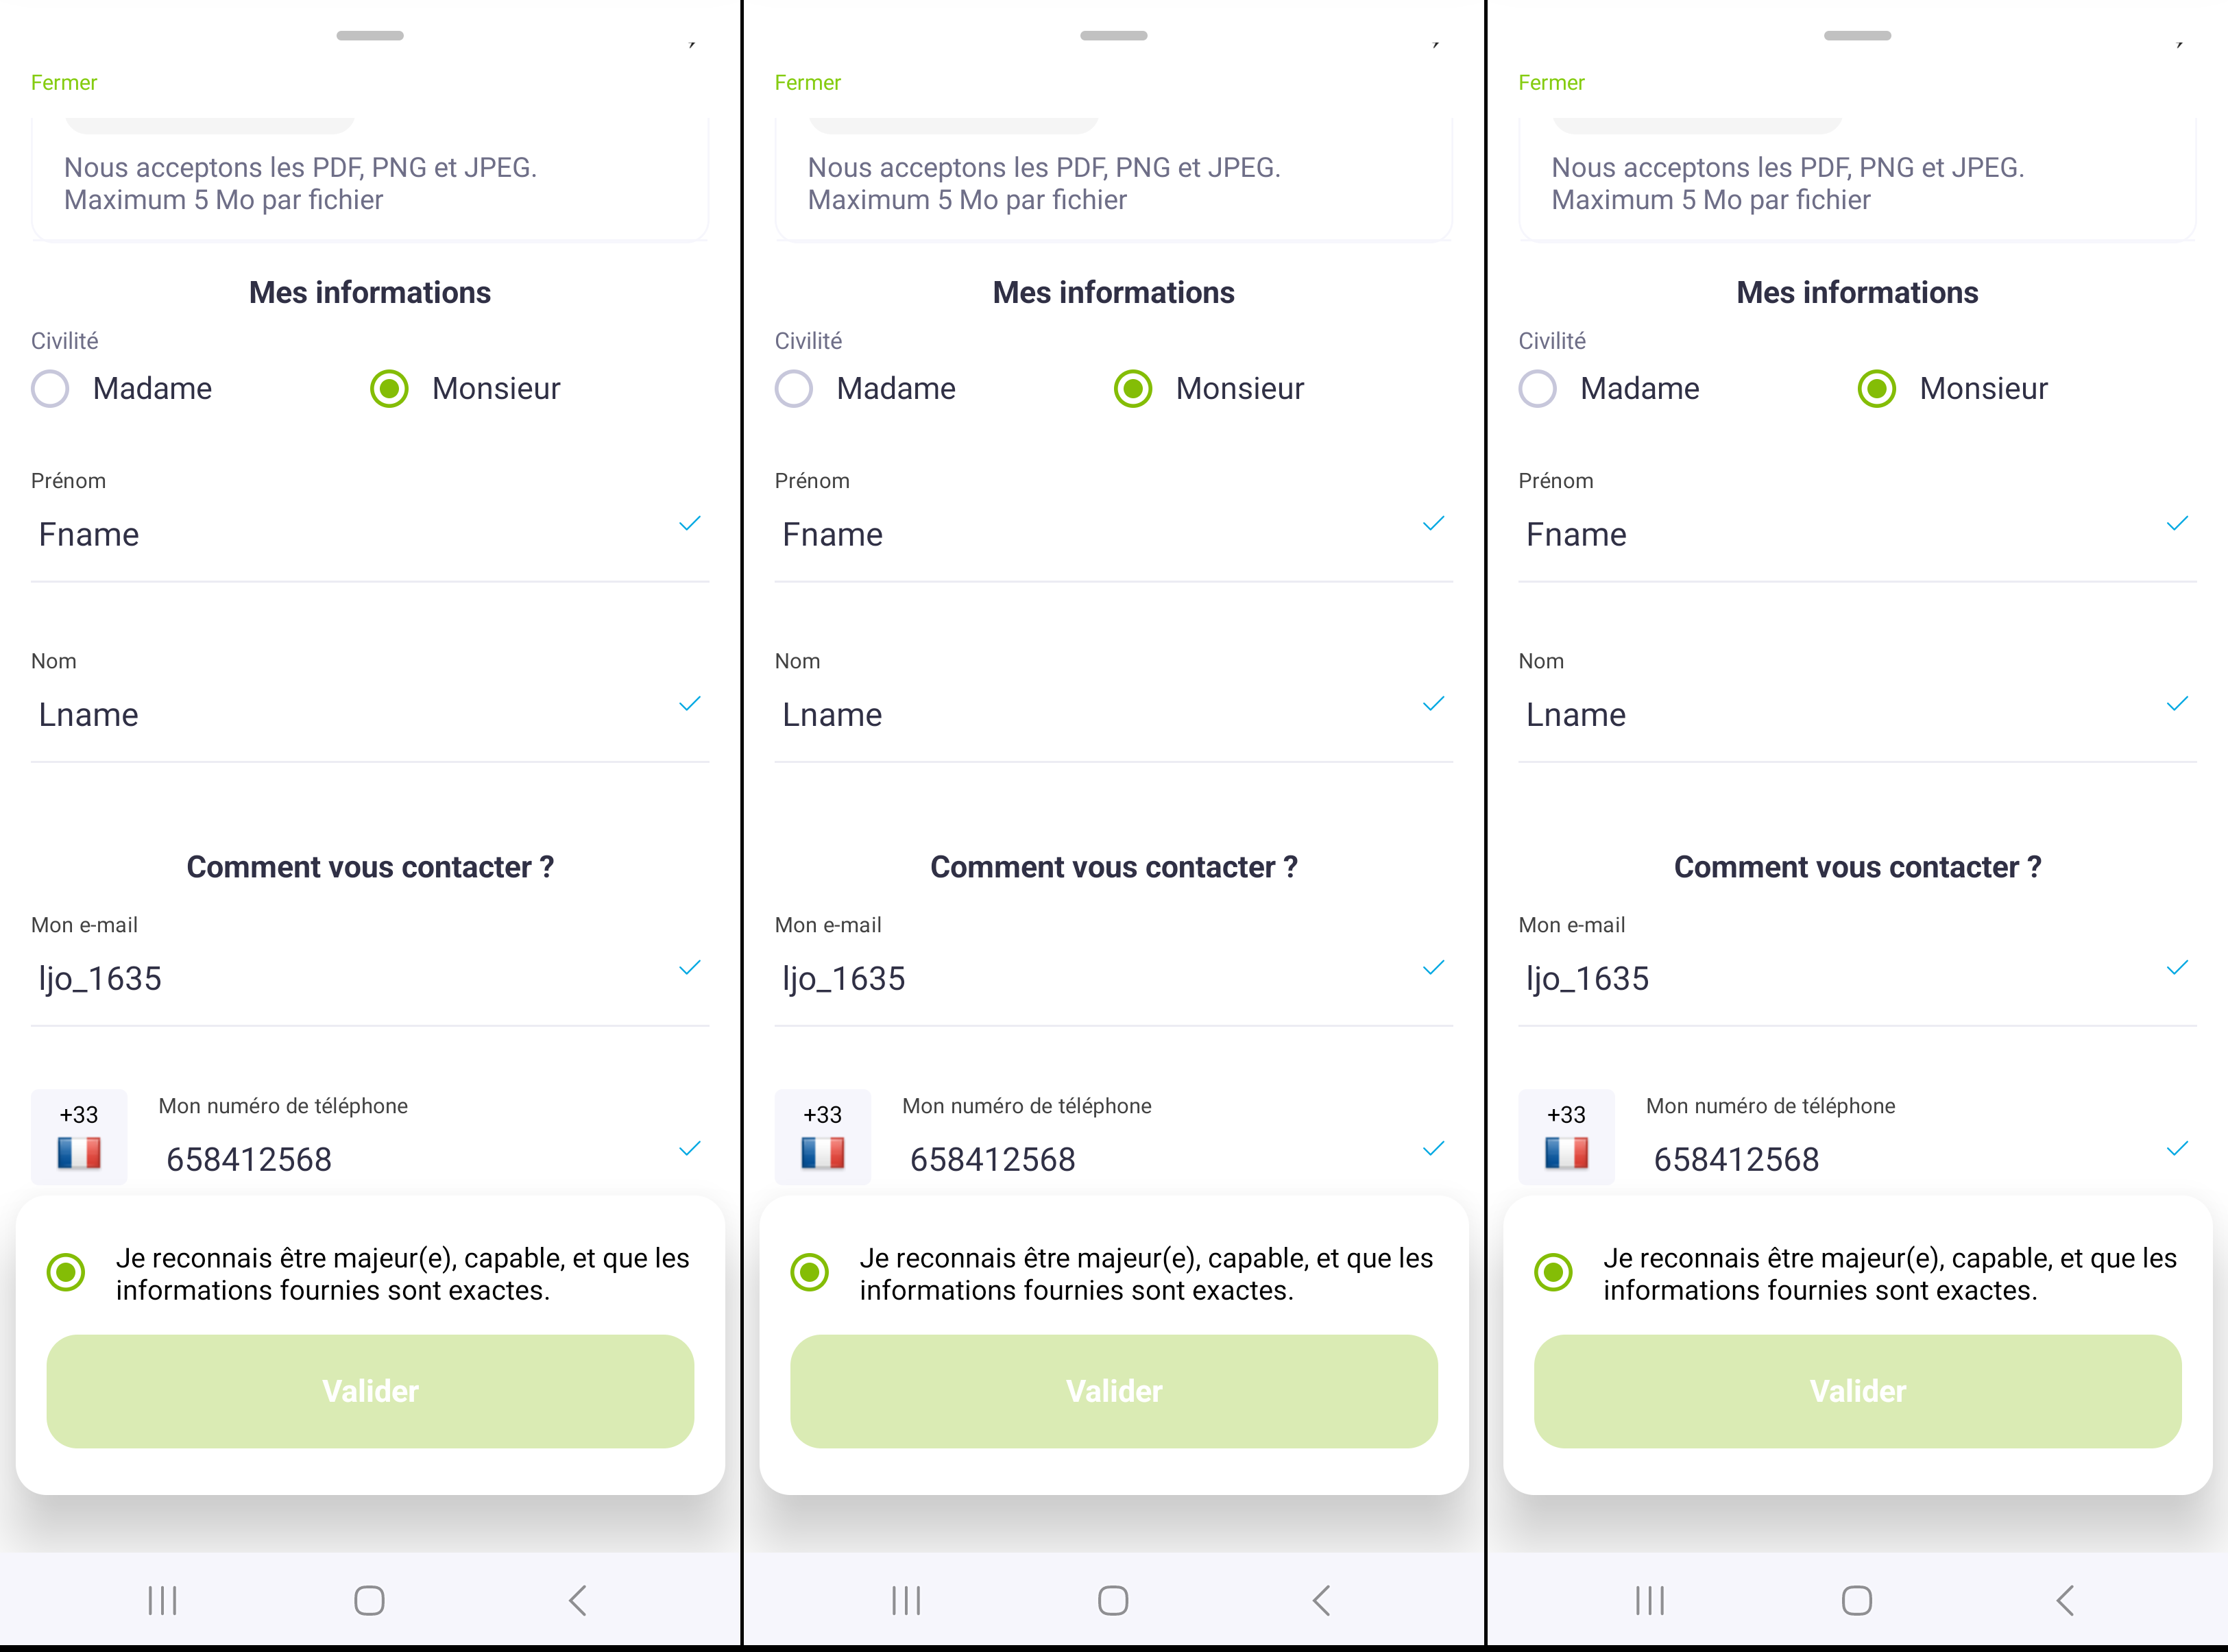 Fermer
Nous acceptons les PDF, PNG et JPEG.
Maximum 5 Mo par fichier
Mes informations
Civilité
Madame
Monsieur
Prénom
Fname
Nom
Lname
Comment vous contacter ?
Mon e-mail
ljo_1635
+33
Mon numéro de téléphone
658412568
Je reconnais être majeur(e), capable, et que les
informations fournies sont exactes.
Valider
Fermer
Nous acceptons les PDF, PNG et JPEG.
Maximum 5 Mo par fichier
Mes informations
Civilité
Madame
Monsieur
Prénom
Fname
Nom
Lname
Comment vous contacter ?
Mon e-mail
ljo_1635
+33
Mon numéro de téléphone
658412568
Je reconnais être majeur(e), capable, et que les
informations fournies sont exactes.
Valider
Fermer
Nous acceptons les PDF, PNG et JPEG.
Maximum 5 Mo par fichier
Mes informations
Civilité
Madame
Monsieur
Prénom
Fname
Nom
Lname
Comment vous contacter ?
Mon e-mail
ljo_1635
+33
Mon numéro de téléphone
658412568
Je reconnais être majeur(e), capable, et que les
informations fournies sont exactes.
Valider